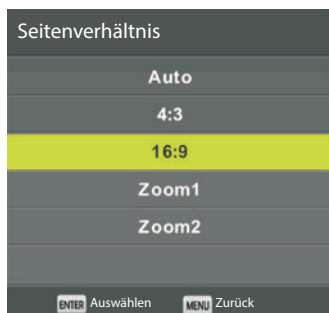 Seitenverhältnis
Auto
4:3
16:9
Zoom1
Zoom2
ENTER Auswählen MENU Zurück